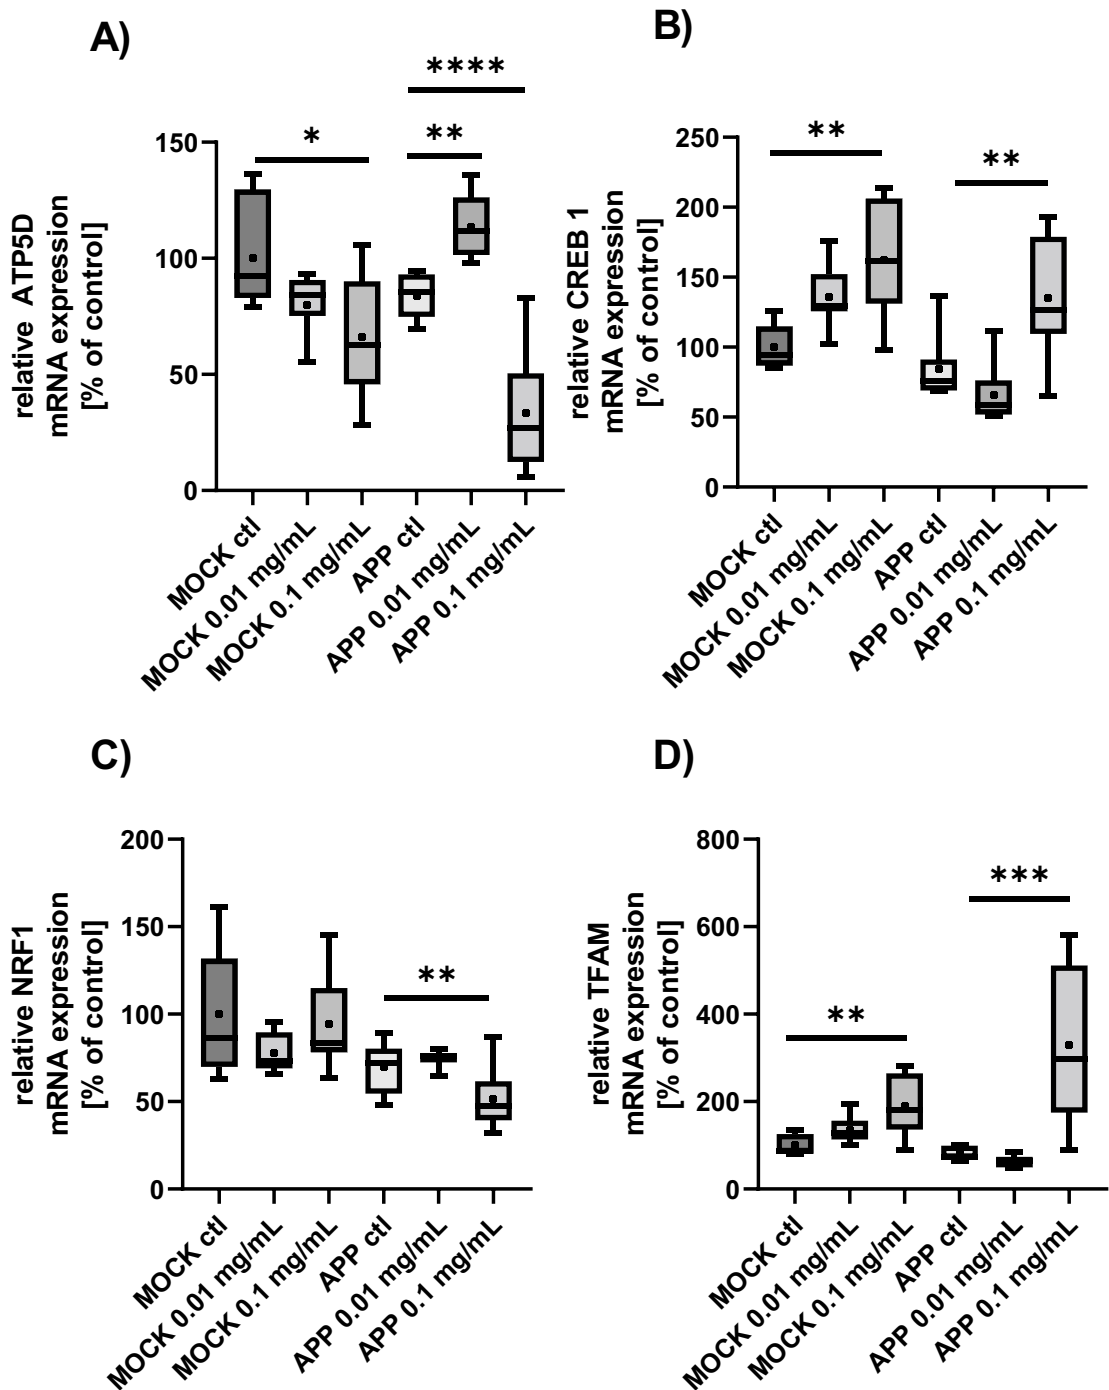 A)
****
**
*
150
100
50
0
relative ATP5D
mRNA expression
[% of control]
MOCK ctl
MOCK 0.01 mg/mL
MOCK 0.1 mg/mL
APP ctl
APP 0.01 mg/mL
APP 0.1 mg/mL
B)
**
**
250
200
150
100
50
0
relative CREB 1
mRNA expression
[% of control]
MOCK ctl
MOCK 0.01 mg/mL
MOCK 0.1 mg/mL
APP ctl
APP 0.01 mg/mL
APP 0.1 mg/mL
C)
**
200
150
100
50
0
relative NRF1
mRNA expression
[% of control]
MOCK ctl
MOCK 0.01 mg/mL
MOCK 0.1 mg/mL
APP ctl
APP 0.01 mg/mL
APP 0.1 mg/mL
D)
***
**
800
600
400
200
0
relative TFAM
mRNA expression
[% of control]
MOCK ctl
MOCK 0.01 mg/mL
MOCK 0.1 mg/mL
APP ctl
APP 0.01 mg/mL
APP 0.1 mg/mL